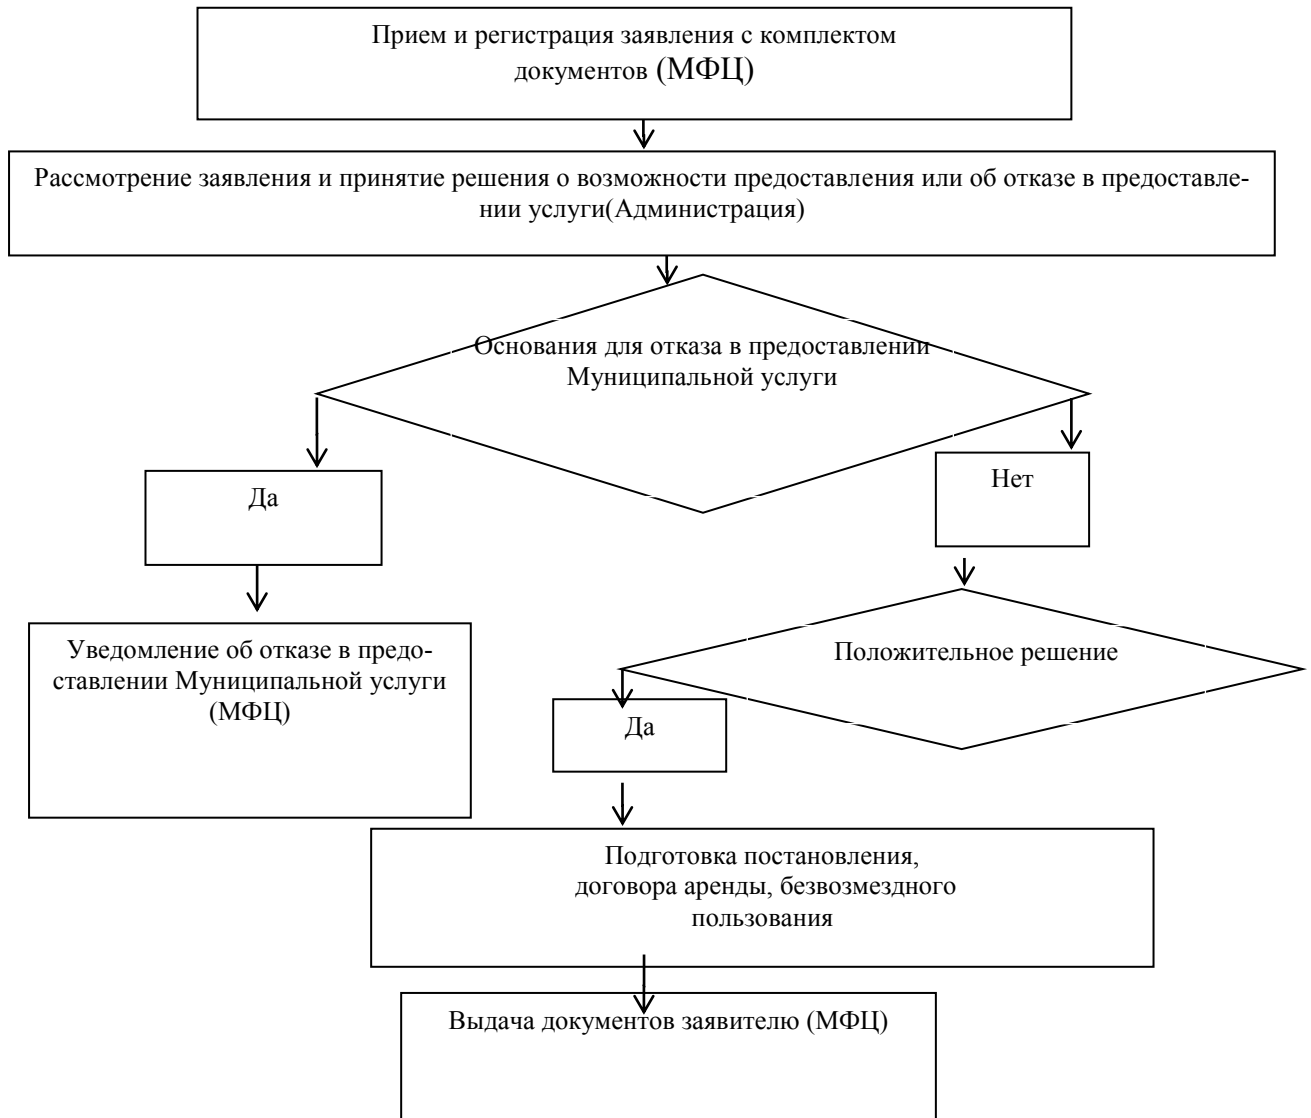 Прием и регистрация заявления с комплектом
документов (МФЦ)
Рассмотрение заявления и принятие решения о возможности предоставления или об отказе в предоставле-
нии услуги(Администрация)
Основания для отказа в предоставлении
Муниципальной услуги
Да
Нет
Уведомление об отказе в предо-
ставлении Муниципальной услуги
(МФЦ)
Положительное решение
Да
Подготовка постановления,
договора аренды, безвозмездного
пользования
Выдача документов заявителю (МФЦ)